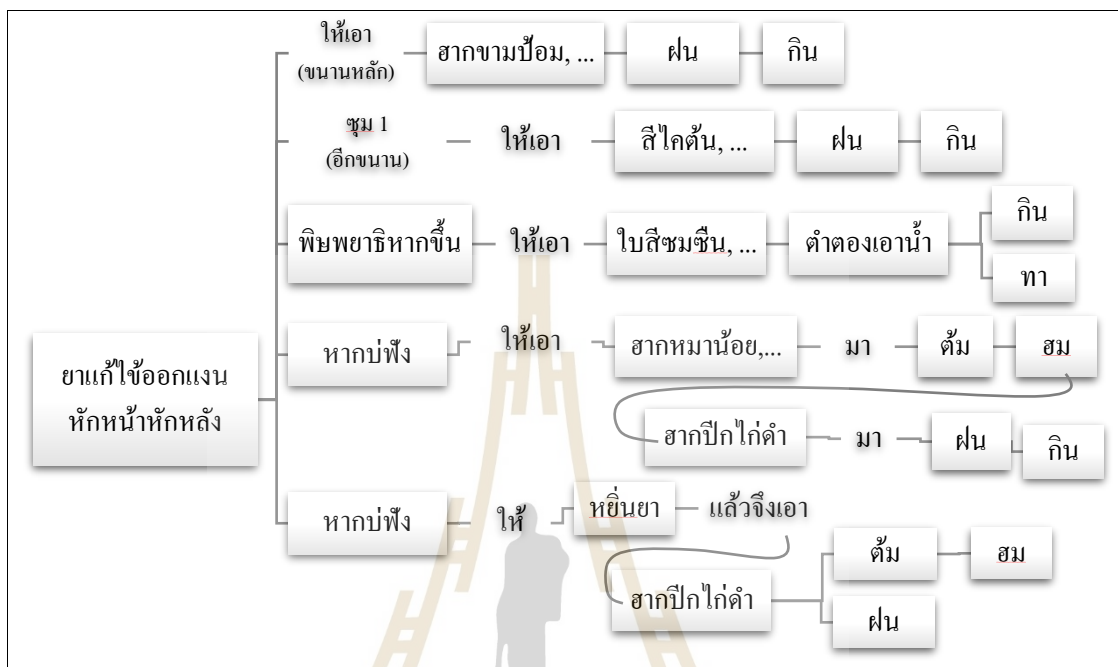 ให้เอา
(ขนานหลัก)
ฮากขามป้อม, ...
ฝน
กิน
ซุม 1
(อีกขนาน)
ให้เอา
สีไคต้น, ...
ฝน
กิน
พิษพยาธิหากขึ้น
ให้เอา
ใบสีซมซืน, ...
ตำตองเอาน้ำ
กิน
ทา
ยาแก้ไข้ออกแงน
หักหน้าหักหลัง
หากบ่ฟัง
ให้เอา
ฮากหมาน้อย,...
มา
ต้ม
ฮม
ฮากปีกไก่ดำ
มา
ฝน
กิน
หากบ่ฟัง
ให้
หยิ่นยา
แล้วจึงเอา
ฮากปีกไก่ดำ
ต้ม
ฮม
ฝน